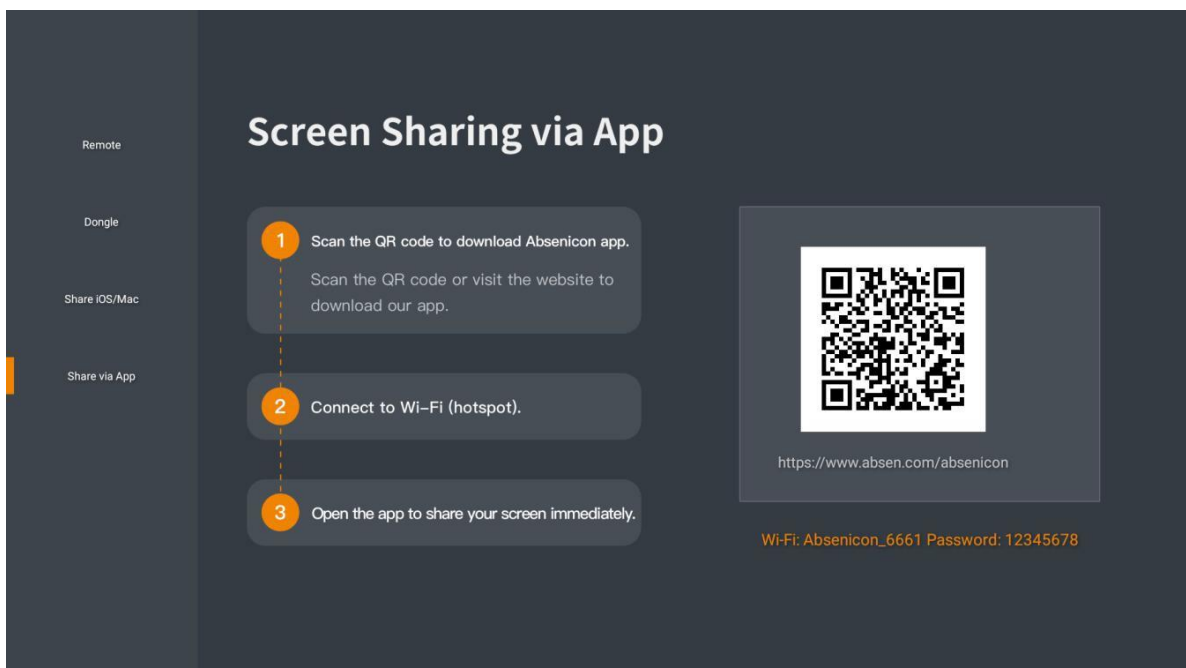 Remote
Dongle
Share iOS/Mac
Share via App
Screen Sharing via App
1
Scan the QR code to download Absenicon app.
Scan the QR code or visit the website to
download our app.
2
Connect to Wi-Fi (hotspot).
3
Open the app to share your screen immediately.
https://www.absen.com/absenicon
Wi-Fi: Absenicon_6661 Password: 12345678